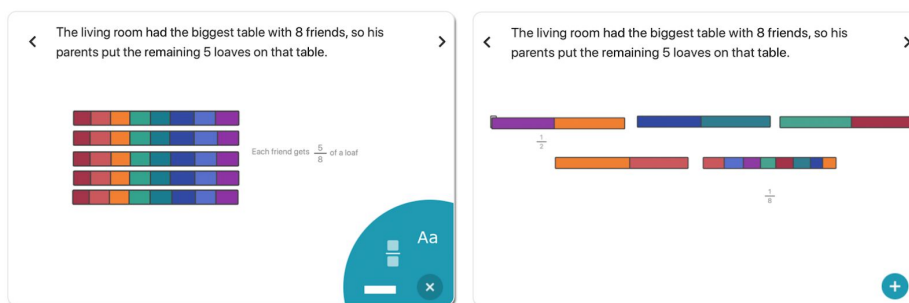 The living room had the biggest table with 8 friends, so his
parents put the remaining 5 loaves on that table.
Each friend gets 5/8 of a loaf
Aa
The living room had the biggest table with 8 friends, so his
parents put the remaining 5 loaves on that table.
1/2
1/8